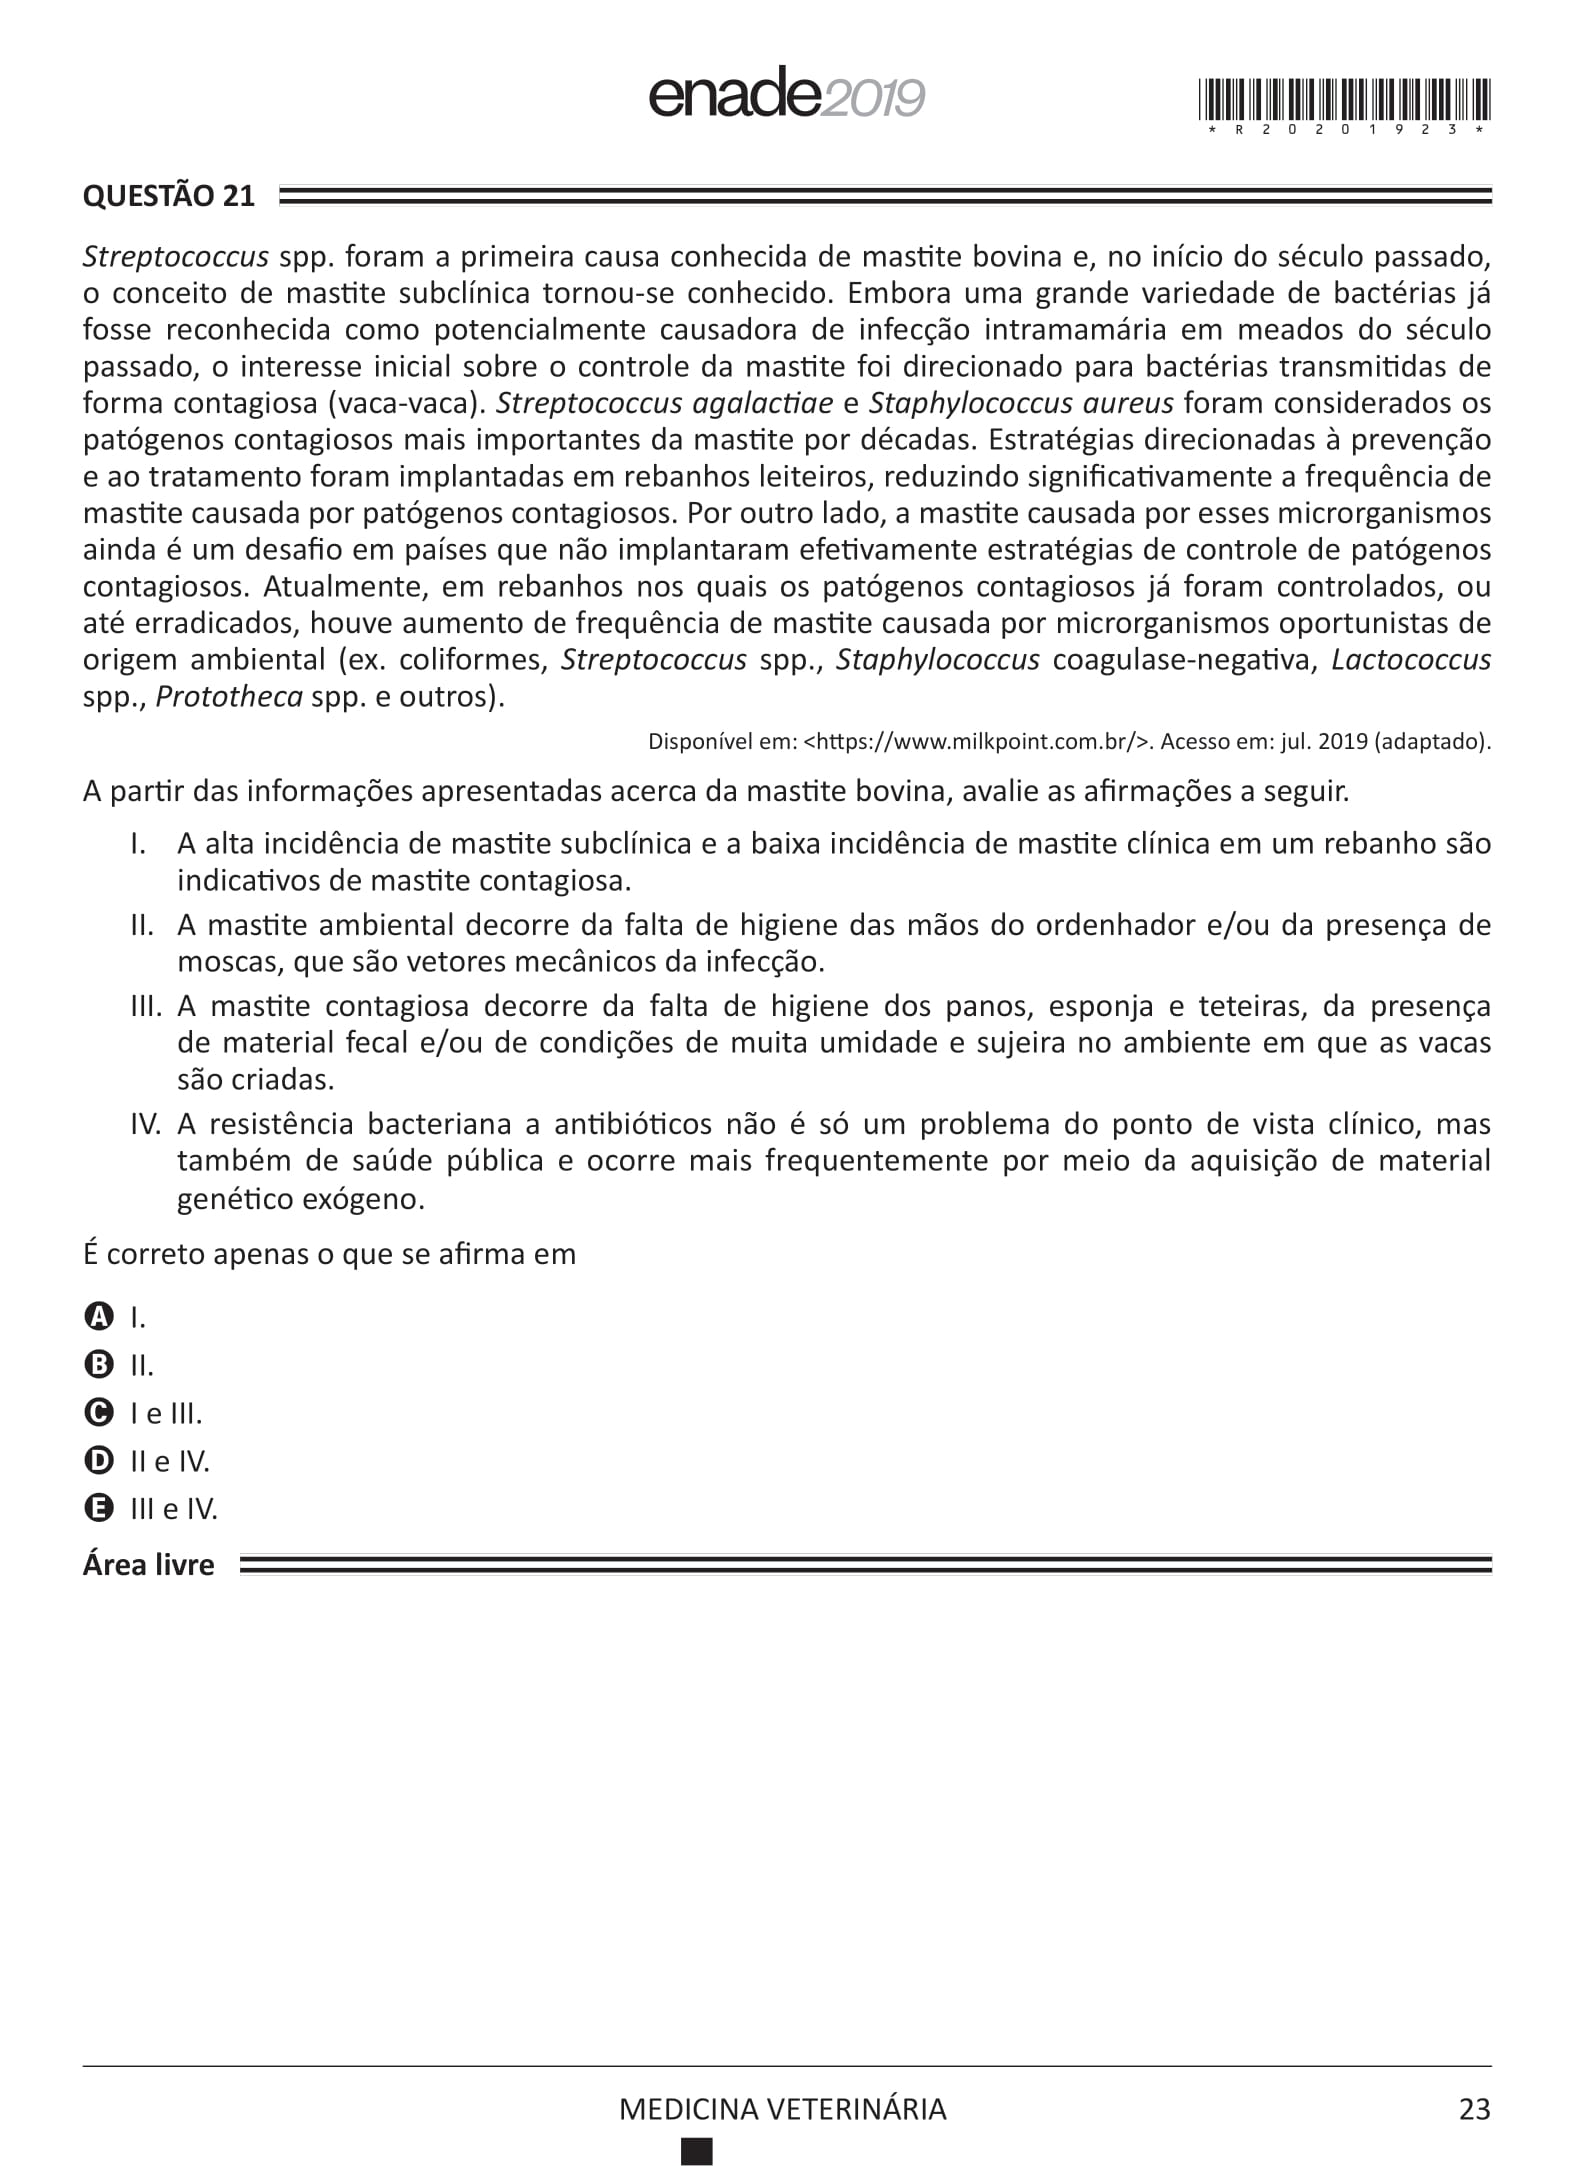 enade2019
*R20201923*
QUESTÃO 21
Streptococcus spp. foram a primeira causa conhecida de mastite bovina e, no início do século passado,
o conceito de mastite subclínica tornou-se conhecido. Embora uma grande variedade de bactérias já
fosse reconhecida como potencialmente causadora de infecção intramamária em meados do século
passado, o interesse inicial sobre o controle da mastite foi direcionado para bactérias transmitidas de
forma contagiosa (vaca-vaca). Streptococcus agalactiae e Staphylococcus aureus foram considerados os
patógenos contagiosos mais importantes da mastite por décadas. Estratégias direcionadas à prevenção
e ao tratamento foram implantadas em rebanhos leiteiros, reduzindo significativamente a frequência de
mastite causada por patógenos contagiosos. Por outro lado, a mastite causada por esses microrganismos
ainda é um desafio em países que não implantaram efetivamente estratégias de controle de patógenos
contagiosos. Atualmente, em rebanhos nos quais os patógenos contagiosos já foram controlados, ou
até erradicados, houve aumento de frequência de mastite causada por microrganismos oportunistas de
origem ambiental (ex. coliformes, Streptococcus spp., Staphylococcus coagulase-negativa, Lactococcus
spp., Prototheca spp. e outros).
Disponível em: <https://www.milkpoint.com.br/>. Acesso em: jul. 2019 (adaptado).
A partir das informações apresentadas acerca da mastite bovina, avalie as afirmações a seguir.
I. A alta incidência de mastite subclínica e a baixa incidência de mastite clínica em um rebanho são
indicativos de mastite contagiosa.
II. A mastite ambiental decorre da falta de higiene das mãos do ordenhador e/ou da presença de
moscas, que são vetores mecânicos da infecção.
III. A mastite contagiosa decorre da falta de higiene dos panos, esponja e teteiras, da presença
de material fecal e/ou de condições de muita umidade e sujeira no ambiente em que as vacas
são criadas.
IV. A resistência bacteriana a antibióticos não é só um problema do ponto de vista clínico, mas
também de saúde pública e ocorre mais frequentemente por meio da aquisição de material
genético exógeno.
É correto apenas o que se afirma em
A I.
B II.
C I e III.
D II e IV.
E III e IV.
Área livre
MEDICINA VETERINÁRIA 23